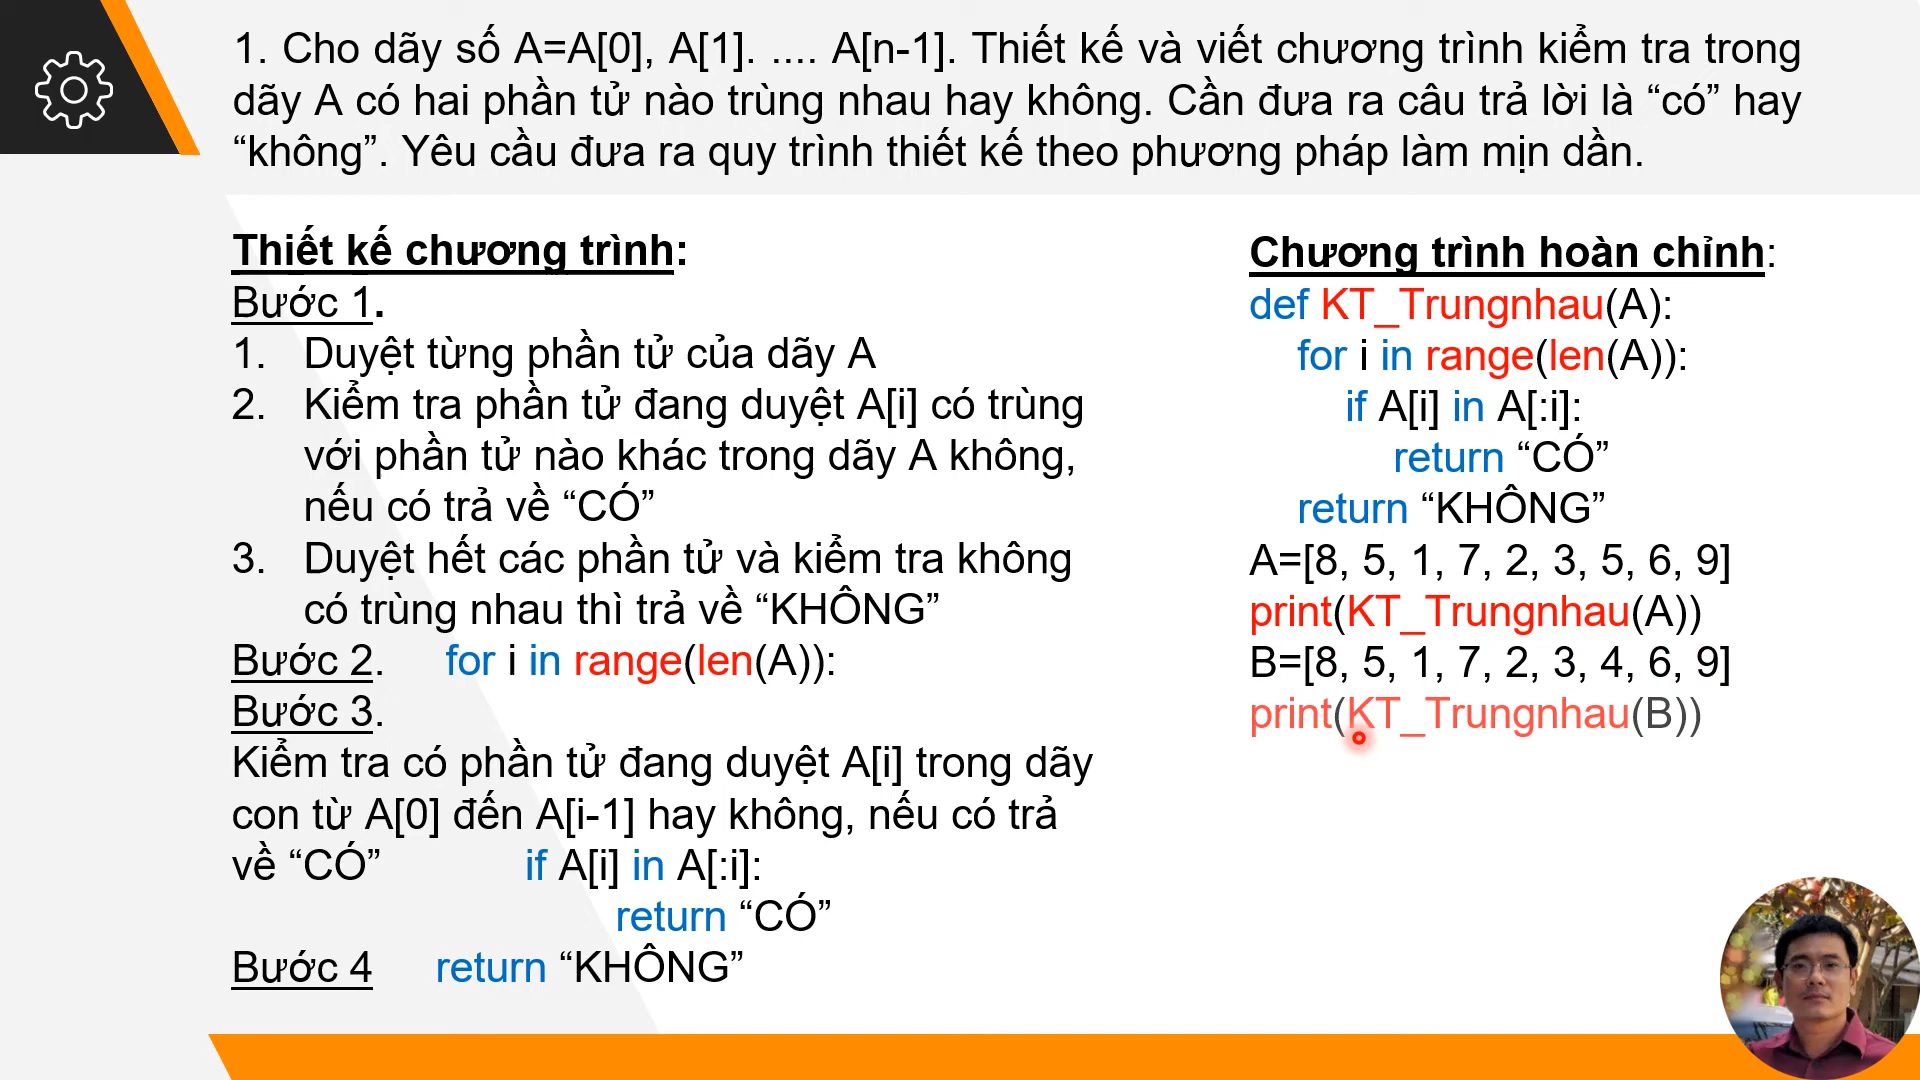 1. Cho dãy số A=A[0], A[1]. .... A[n-1]. Thiết kế và viết chương trình kiểm tra trong
dãy A có hai phần tử nào trùng nhau hay không. Cần đưa ra câu trả lời là “có” hay
“không”. Yêu cầu đưa ra quy trình thiết kế theo phương pháp làm mịn dần.
Thiết kế chương trình:
Bước 1.
1. Duyệt từng phần tử của dãy A
2. Kiểm tra phần tử đang duyệt A[i] có trùng
với phần tử nào khác trong dãy A không,
nếu có trả về “CÓ”
3. Duyệt hết các phần tử và kiểm tra không
có trùng nhau thì trả về “KHÔNG”
Bước 2. for i in range(len(A)):
Bước 3.
Kiểm tra có phần tử đang duyệt A[i] trong dãy
con từ A[0] đến A[i-1] hay không, nếu có trả
về “CÓ” if A[i] in A[:i]:
return “CÓ”
Bước 4 return “KHÔNG”
Chương trình hoàn chỉnh:
def KT_Trungnhau(A):
for i in range(len(A)):
if A[i] in A[:i]:
return “CÓ”
return “KHÔNG”
A=[8, 5, 1, 7, 2, 3, 5, 6, 9]
print(KT_Trungnhau(A))
B=[8, 5, 1, 7, 2, 3, 4, 6, 9]
print(KT_Trungnhau(B))